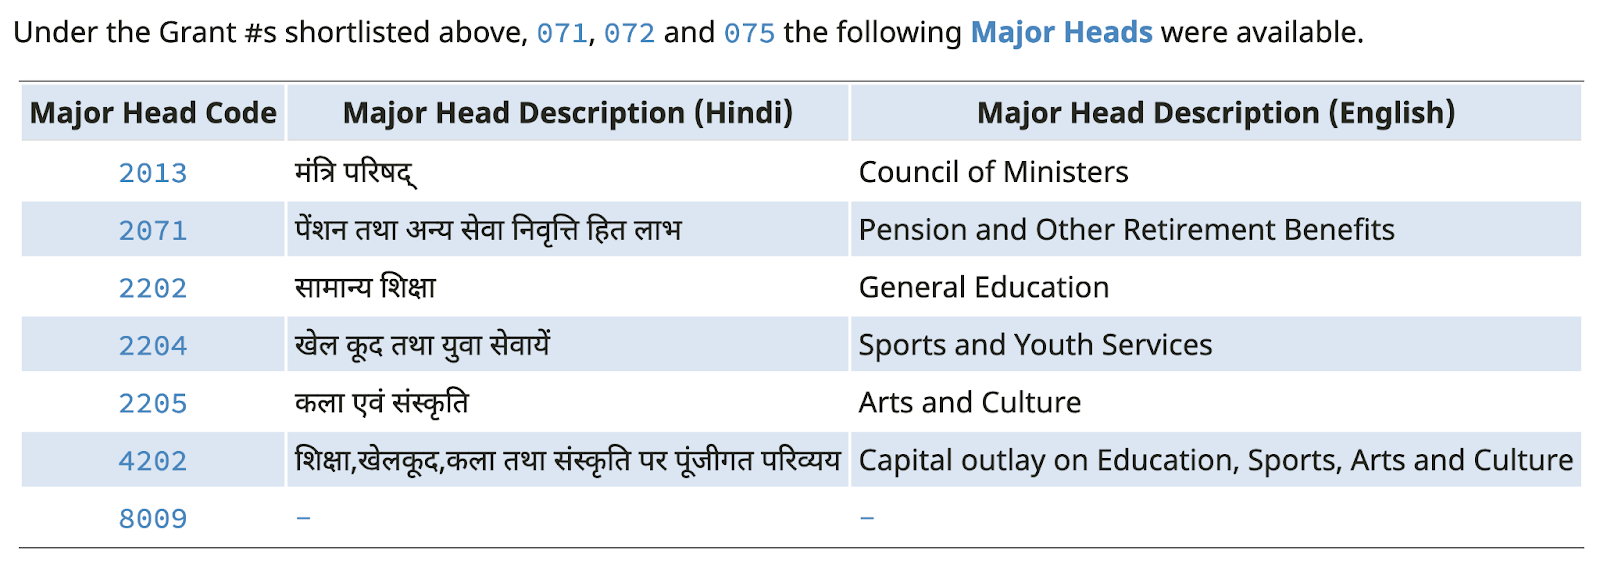 Under the Grant #s shortlisted above, 071, 072 and 075 the following Major Heads were available.
Major Head Code Major Head Description (Hindi) Major Head Description (English)
2013 मंत्रि परिषद् Council of Ministers
2071 पेंशन तथा अन्य सेवा निवृत्ति हित लाभ Pension and Other Retirement Benefits
2202 सामान्य शिक्षा General Education
2204 खेल कूद तथा युवा सेवायें Sports and Youth Services
2205 कला एवं संस्कृति Arts and Culture
4202 शिक्षा,खेलकूद,कला तथा संस्कृति पर पूंजीगत परिव्यय Capital outlay on Education, Sports, Arts and Culture
8009 – –